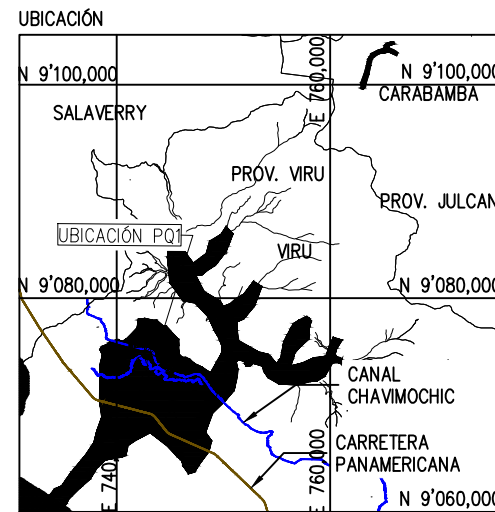 UBICACIÓN
N 9'100,000
E 760,000
N 9'100,000
CARABAMBA
SALAVERRY
PROV. VIRU
PROV. JULCAN
UBICACIÓN PQ1
VIRU
N 9'080,000
N 9'080,000
CANAL
CHAVIMOCHIC
CARRETERA
PANAMERICANA
E 740,
E 760,000
N 9'060,000